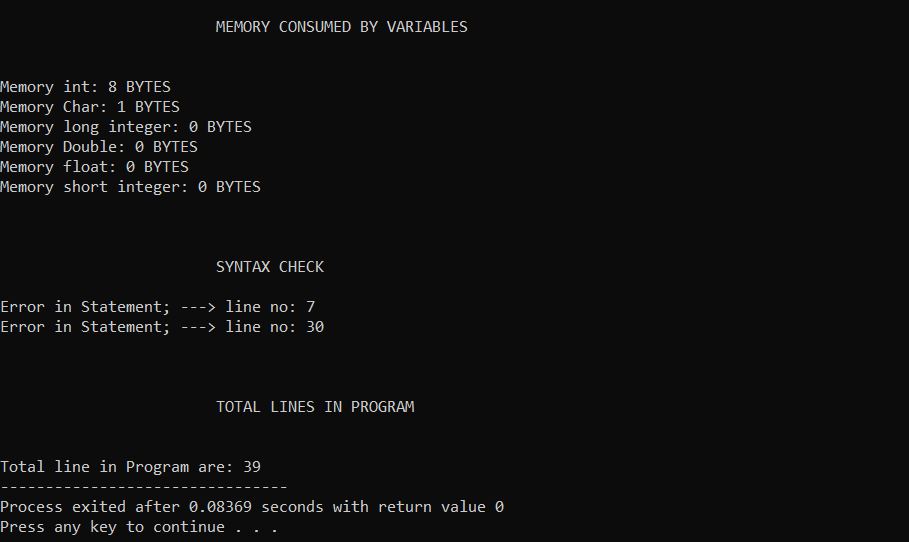 MEMORY CONSUMED BY VARIABLES
Memory int: 8 BYTES
Memory Char: 1 BYTES
Memory long integer: 0 BYTES
Memory Double: 0 BYTES
Memory float: 0 BYTES
Memory short integer: 0 BYTES
SYNTAX CHECK
Error in Statement; ---> line no: 7
Error in Statement; ---> line no: 30
TOTAL LINES IN PROGRAM
Total line in Program are: 39
--------------------------------
Process exited after 0.08369 seconds with return value 0
Press any key to continue . . .